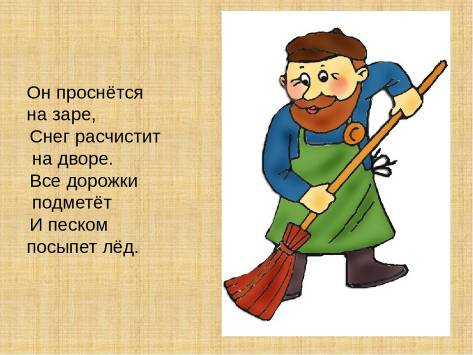 Он проснётся
на заре,
Снег расчистит
на дворе.
Все дорожки
подметёт
И песком
посыпет лёд.